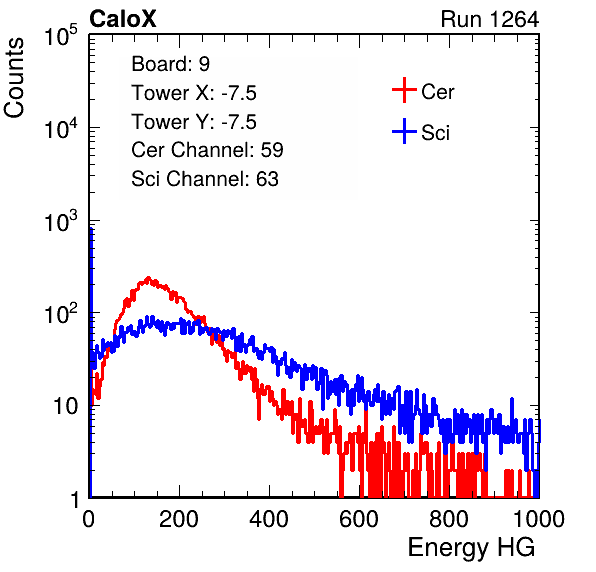 CaloX Run 1264
Counts
Board: 9
Tower X: -7.5
Tower Y: -7.5
Cer Channel: 59
Sci Channel: 63
Cer
Sci
10^5
10^4
10^3
10^2
10
1
0 200 400 600 800 1000
Energy HG